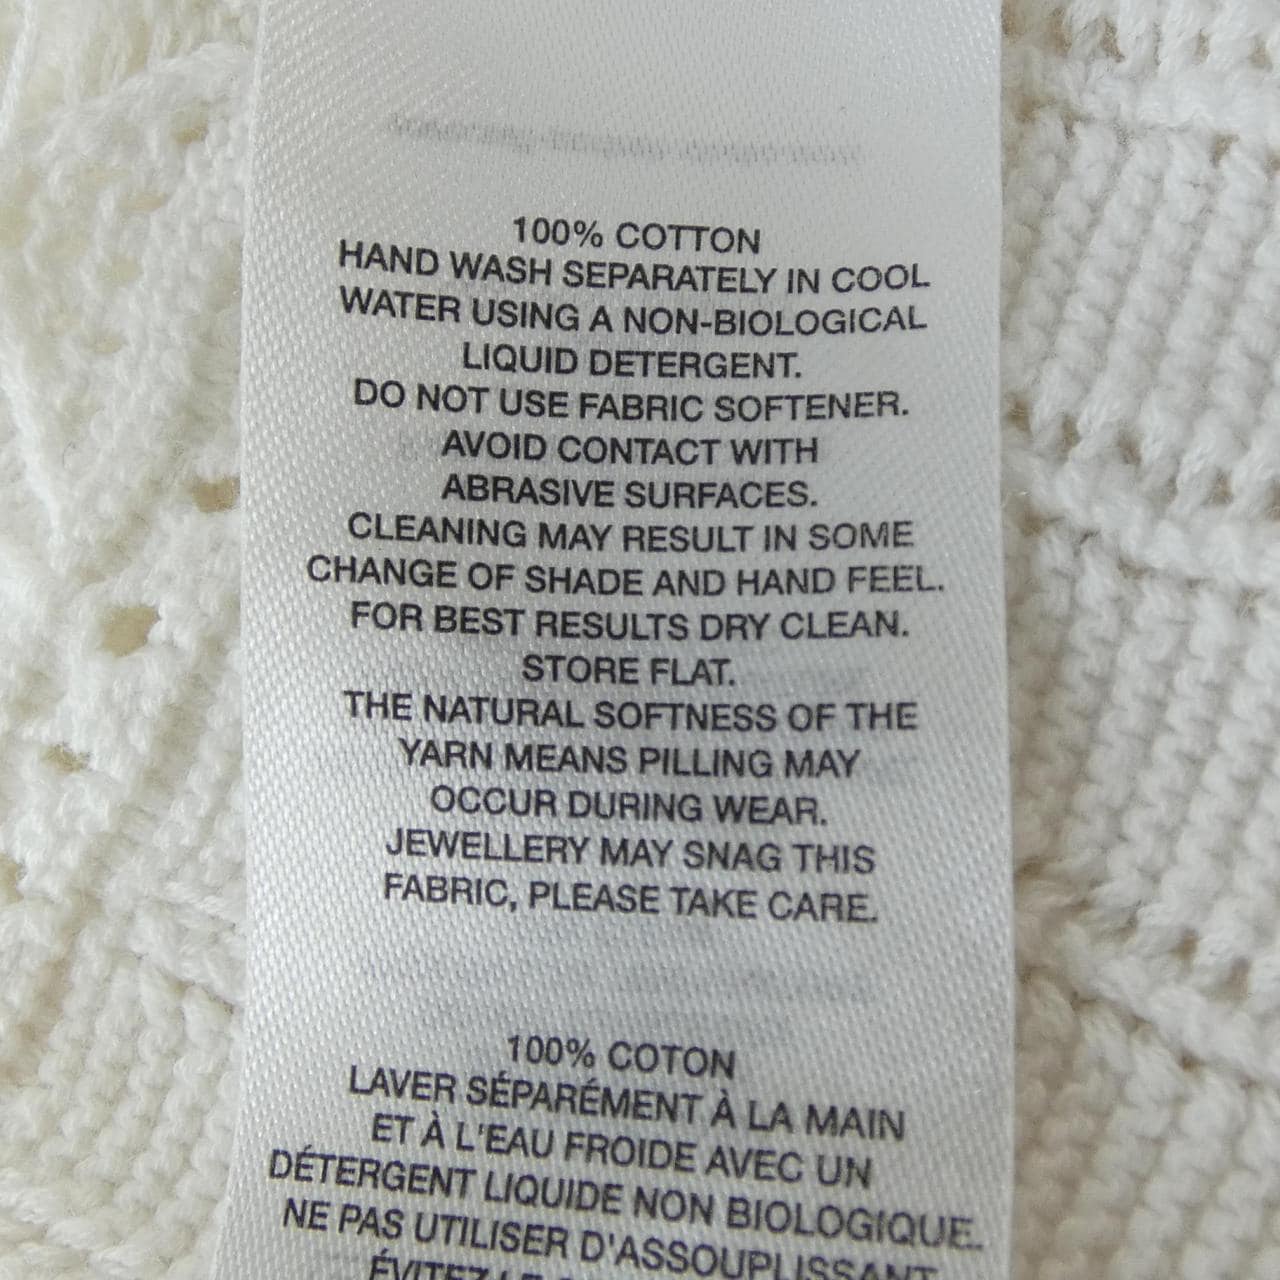 100% COTTON
HAND WASH SEPARATELY IN COOL
WATER USING A NON-BIOLOGICAL
LIQUID DETERGENT.
DO NOT USE FABRIC SOFTENER.
AVOID CONTACT WITH
ABRASIVE SURFACES.
CLEANING MAY RESULT IN SOME
CHANGE OF SHADE AND HAND FEEL.
FOR BEST RESULTS DRY CLEAN.
STORE FLAT.
THE NATURAL SOFTNESS OF THE
YARN MEANS PILLING MAY
OCCUR DURING WEAR.
JEWELLERY MAY SNAG THIS
FABRIC, PLEASE TAKE CARE.
100% COTON
LAVER SÉPARÉMENT À LA MAIN
ET À L'EAU FROIDE AVEC UN
DÉTERGENT LIQUIDE NON BIOLOGIQUE.
NE PAS UTILISER D'ASSOUPLISSANT
ÉVITEZ LE